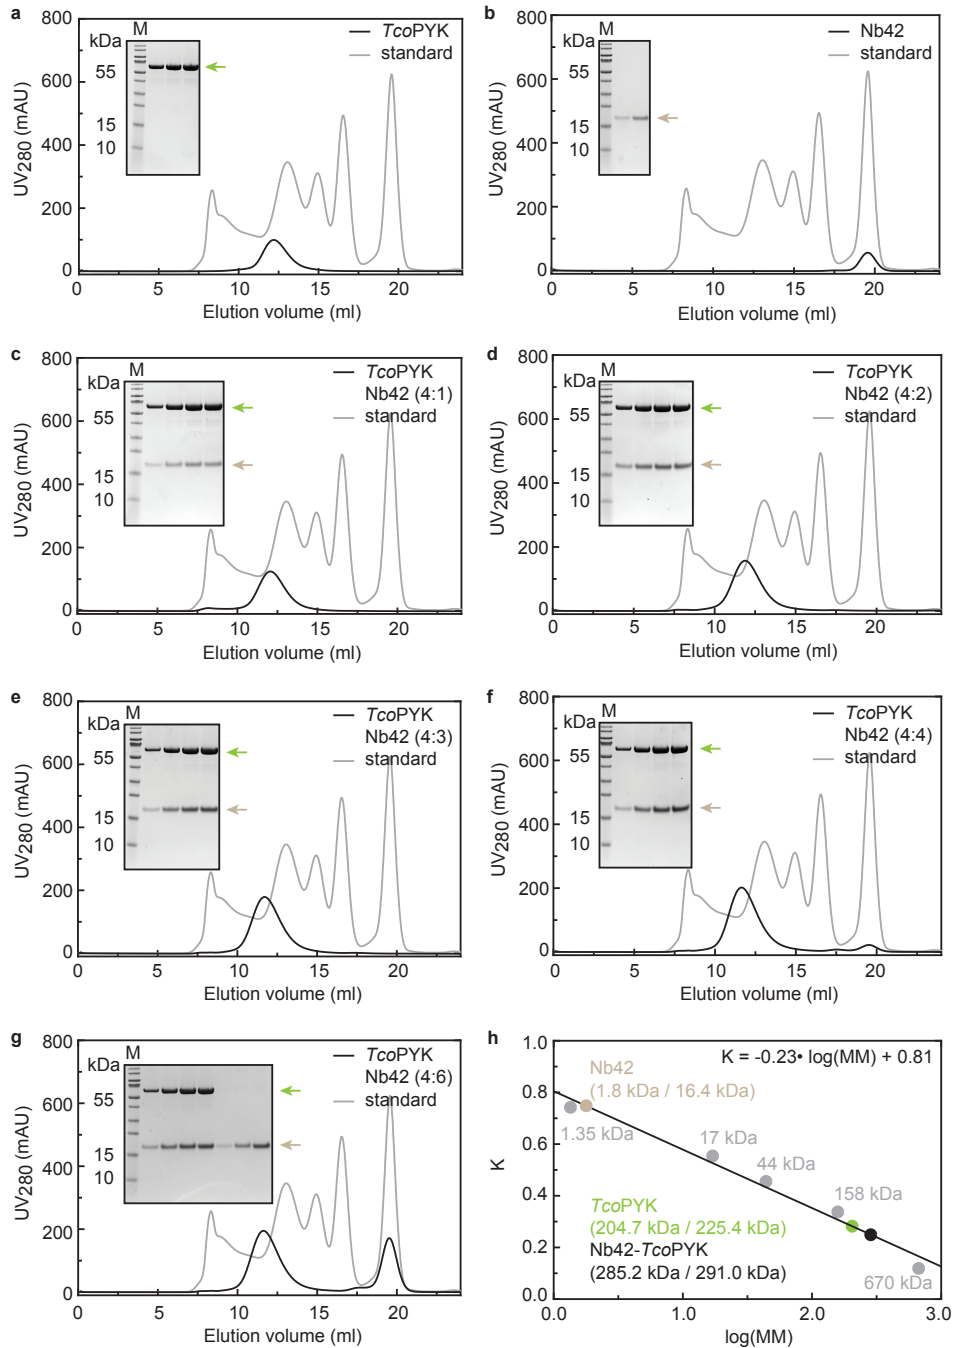 a
800
600
400
200
0
UV280 (mAU)
kDa
M
55
15
10
TcoPYK
standard
0 5 10 15 20
Elution volume (ml)
b
800
600
400
200
0
UV280 (mAU)
kDa
M
55
15
10
Nb42
standard
0 5 10 15 20
Elution volume (ml)
c
800
600
400
200
0
UV280 (mAU)
kDa
M
55
15
10
TcoPYK
Nb42 (4:1)
standard
0 5 10 15 20
Elution volume (ml)
d
800
600
400
200
0
UV280 (mAU)
kDa
M
55
15
10
TcoPYK
Nb42 (4:2)
standard
0 5 10 15 20
Elution volume (ml)
e
800
600
400
200
0
UV280 (mAU)
kDa
M
55
15
10
TcoPYK
Nb42 (4:3)
standard
0 5 10 15 20
Elution volume (ml)
f
800
600
400
200
0
UV280 (mAU)
kDa
M
55
15
10
TcoPYK
Nb42 (4:4)
standard
0 5 10 15 20
Elution volume (ml)
g
800
600
400
200
0
UV280 (mAU)
kDa
M
55
15
10
TcoPYK
Nb42 (4:6)
standard
0 5 10 15 20
Elution volume (ml)
h
1.0
0.8
0.6
0.4
0.2
0.0
K
K = -0.23• log(MM) + 0.81
Nb42
(1.8 kDa / 16.4 kDa)
1.35 kDa
17 kDa
44 kDa
158 kDa
TcoPYK
(204.7 kDa / 225.4 kDa)
Nb42-TcoPYK
(285.2 kDa / 291.0 kDa)
670 kDa
1.0 2.0 3.0
log(MM)